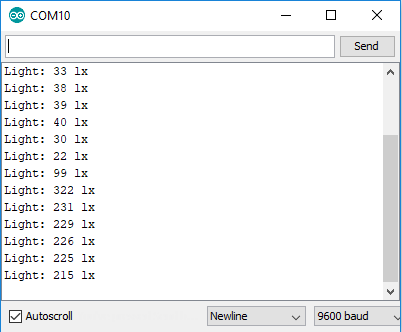 COM10
Send
Light: 33 lx
Light: 38 lx
Light: 39 lx
Light: 40 lx
Light: 30 lx
Light: 22 lx
Light: 99 lx
Light: 322 lx
Light: 231 lx
Light: 229 lx
Light: 226 lx
Light: 225 lx
Light: 215 lx
Autoscroll Newline 9600 baud